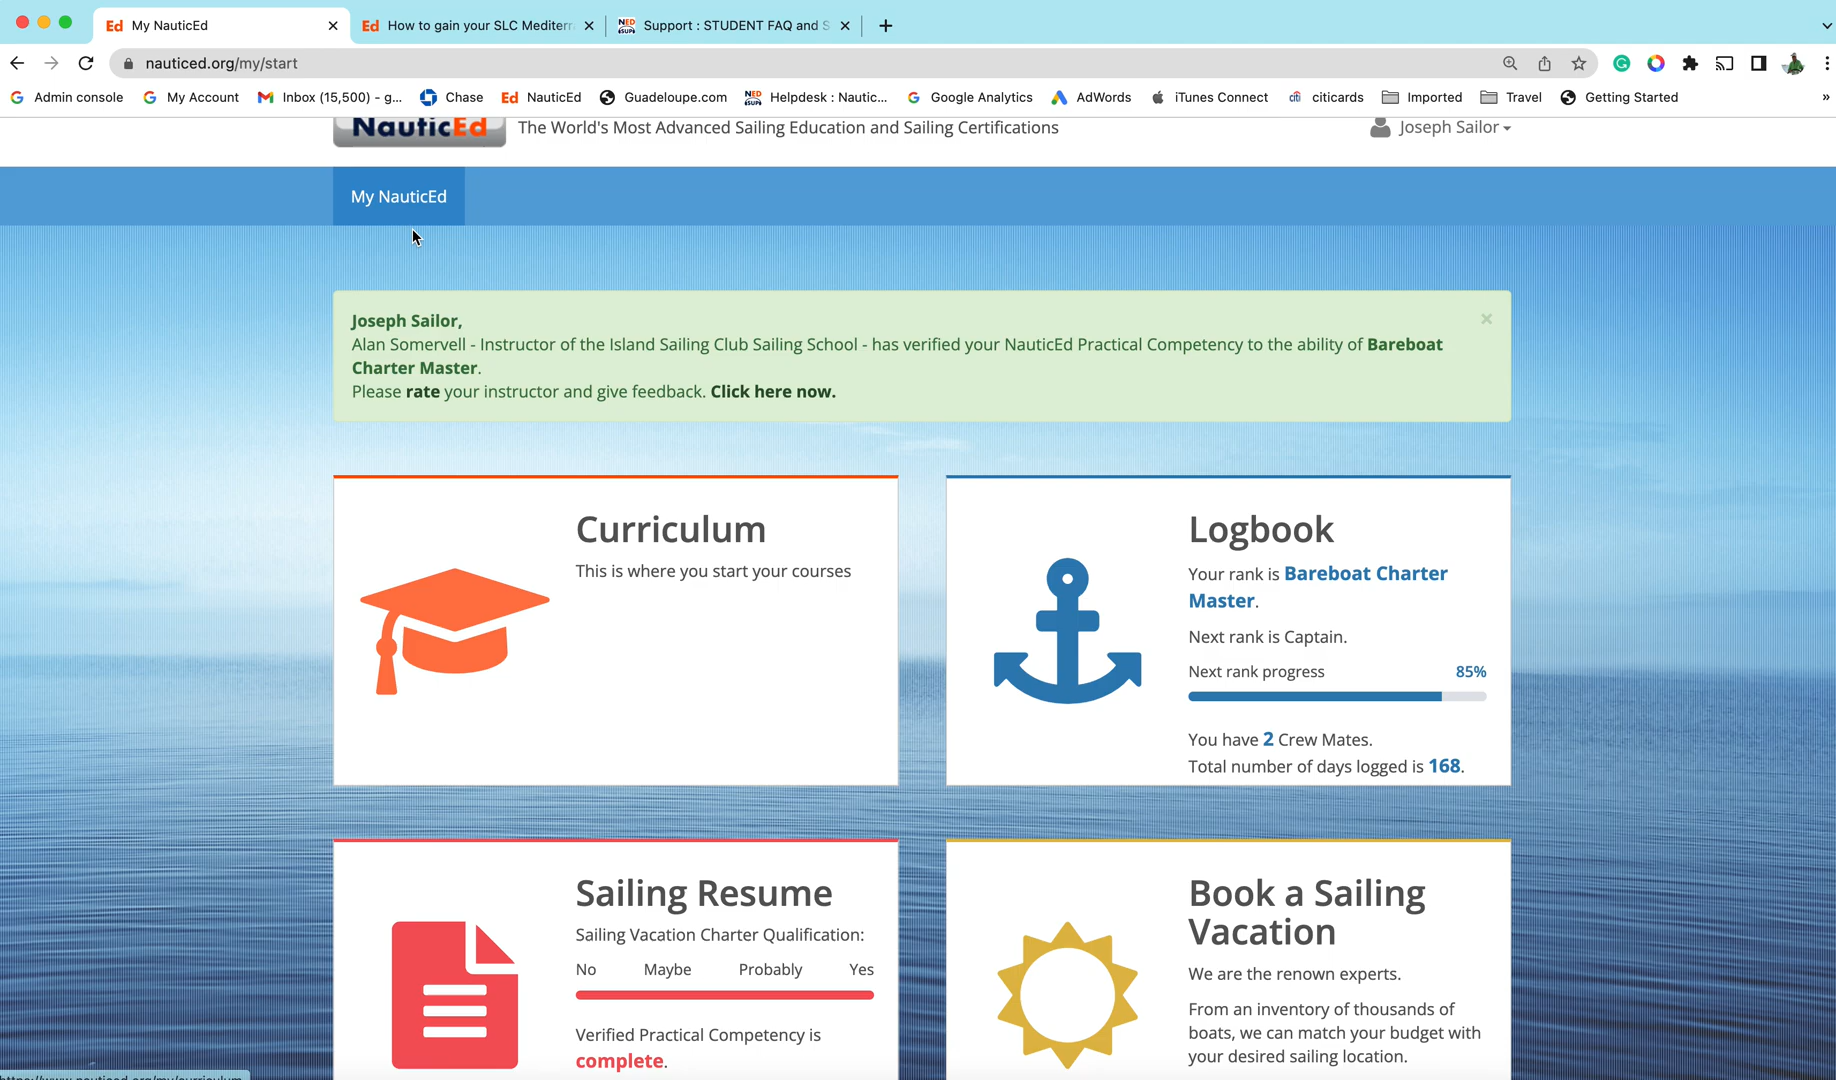 Ed My NauticEd
Ed How to gain your SLC Mediterr
NED Support : STUDENT FAQ and S
nauticed.org/my/start
Admin console
My Account
Inbox (15,500) - g...
Chase
Ed NauticEd
Guadeloupe.com
NED Helpdesk : Nautic...
Google Analytics
AdWords
iTunes Connect
citi citicards
Imported
Travel
Getting Started
»
NauticEd
The World's Most Advanced Sailing Education and Sailing Certifications
Joseph Sailor
My NauticEd
Joseph Sailor,
Alan Somervell - Instructor of the Island Sailing Club Sailing School - has verified your NauticEd Practical Competency to the ability of Bareboat
Charter Master.
Please rate your instructor and give feedback. Click here now.
Curriculum
This is where you start your courses
Logbook
Your rank is Bareboat Charter
Master.
Next rank is Captain.
Next rank progress 85%
You have 2 Crew Mates.
Total number of days logged is 168.
Sailing Resume
Sailing Vacation Charter Qualification:
No Maybe Probably Yes
Verified Practical Competency is
complete.
Book a Sailing
Vacation
We are the renown experts.
From an inventory of thousands of
boats, we can match your budget with
your desired sailing location.